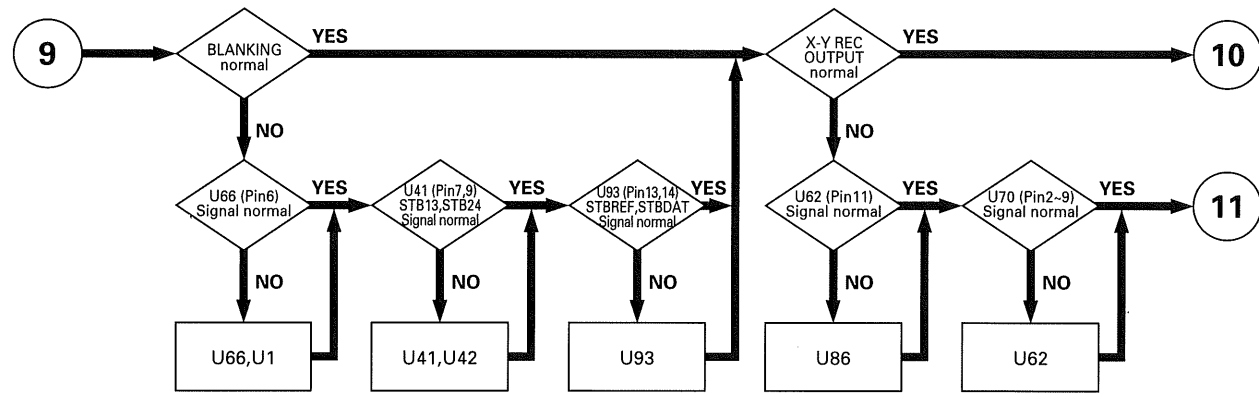 9
BLANKING
normal
YES
NO
X-Y REC
OUTPUT
normal
YES
NO
10
U66 (Pin6)
Signal normal
YES
NO
U41 (Pin7,9)
STB13,STB24
Signal normal
YES
NO
U93 (Pin13,14)
STBREF,STBDAT
Signal normal
YES
NO
U62 (Pin11)
Signal normal
YES
NO
U70 (Pin2~9)
Signal normal
YES
NO
11
U66,U1
U41,U42
U93
U86
U62